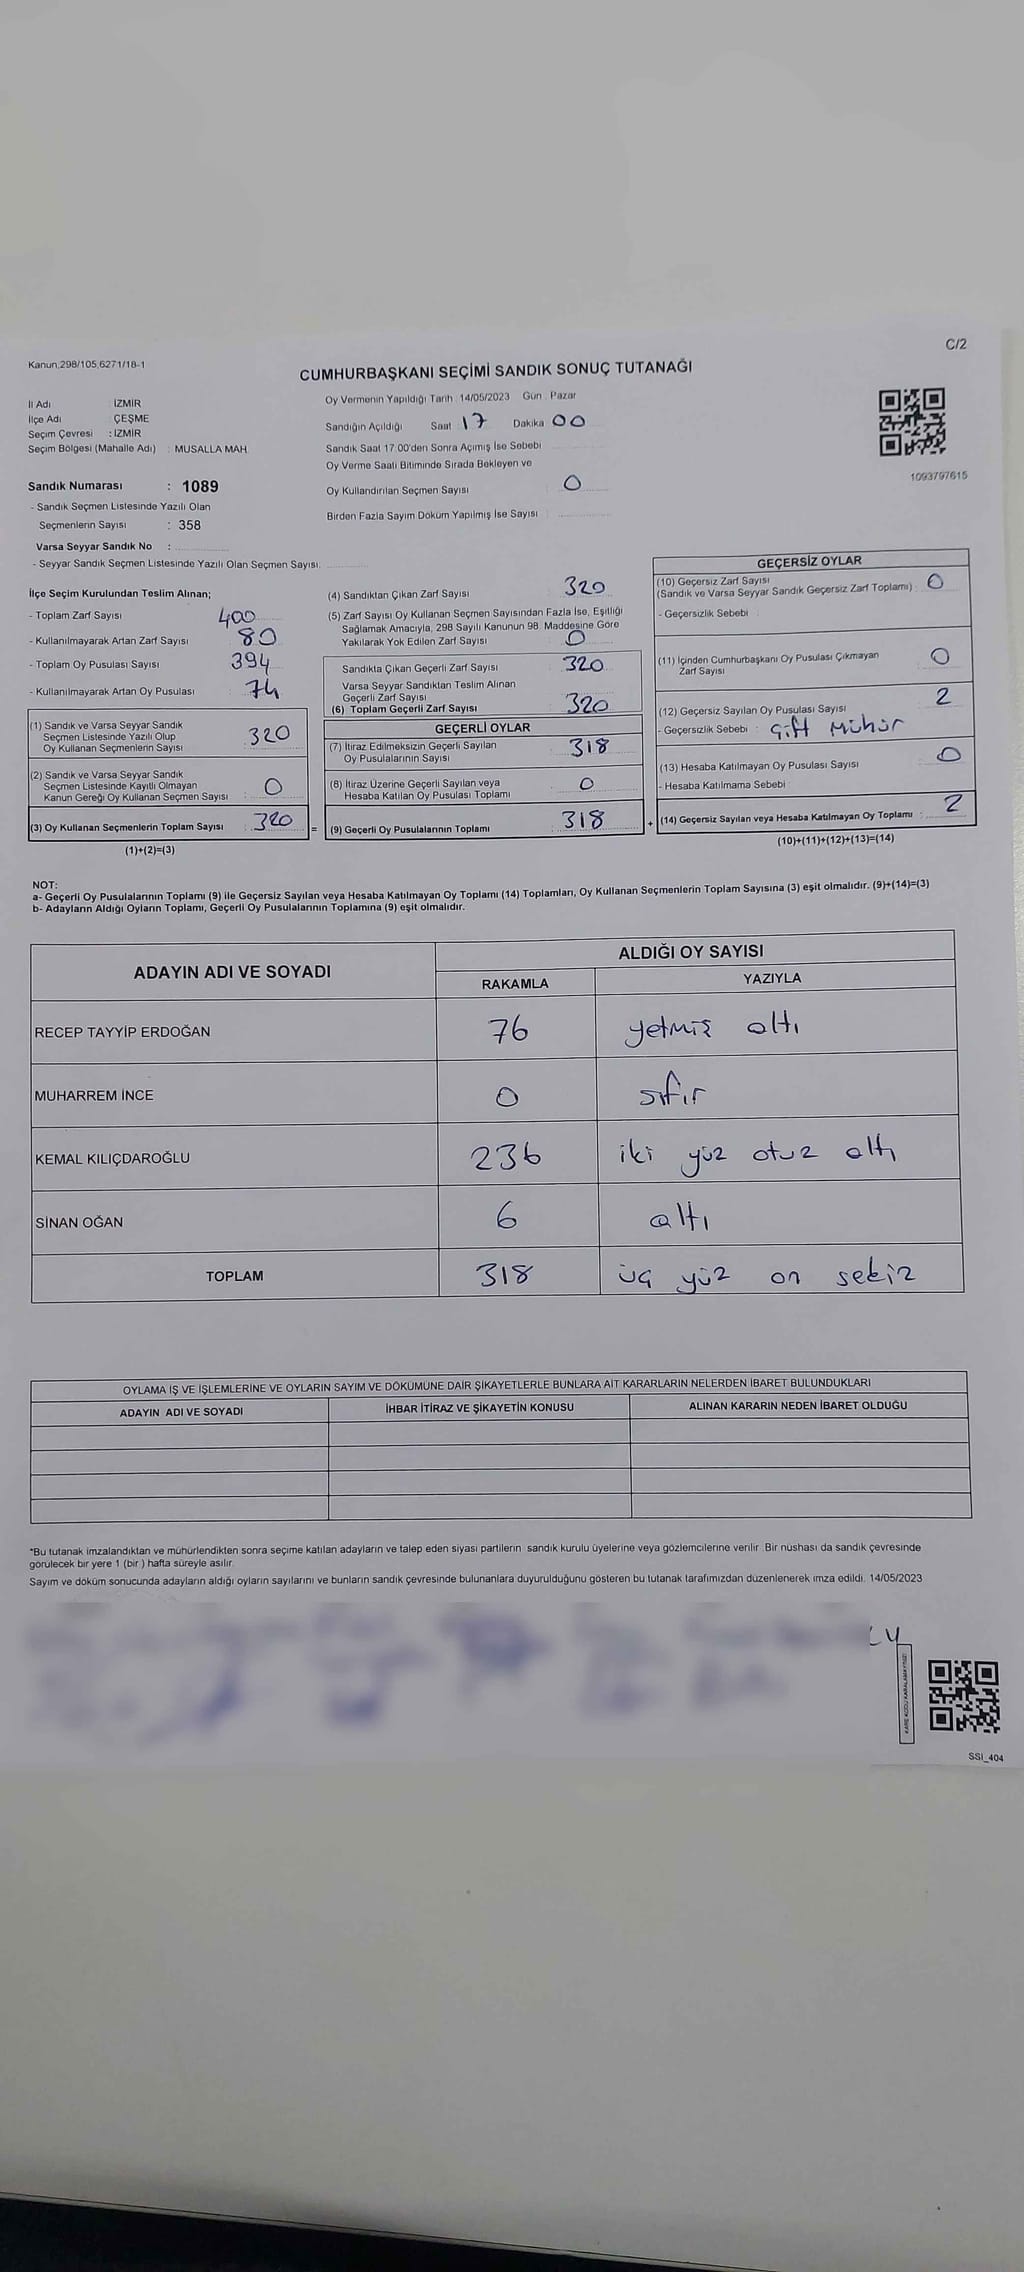 C/2
Kanun,298/105,6271/18-1
CUMHURBAŞKANI SEÇİMİ SANDIK SONUÇ TUTANAĞI
İl Adı : İZMİR
İlçe Adı : ÇEŞME
Seçim Çevresi : İZMİR
Seçim Bölgesi (Mahalle Adı) : MUSALLA MAH.
Sandık Numarası : 1089
- Sandık Seçmen Listesinde Yazılı Olan
Seçmenlerin Sayısı : 358
Varsa Seyyar Sandık No :
- Seyyar Sandık Seçmen Listesinde Yazılı Olan Seçmen Sayısı:
Oy Vermenin Yapıldığı Tarih : 14/05/2023 Gün : Pazar
Sandığın Açıldığı Saat 17 Dakika 00
Sandık Saat 17:00'den Sonra Açımış İse Sebebi
Oy Verme Saati Bitiminde Sırada Bekleyen ve
Oy Kullandırılan Seçmen Sayısı : 0
Birden Fazla Sayım Döküm Yapılmış İse Sayısı :
1093797615
İlçe Seçim Kurulundan Teslim Alınan;
- Toplam Zarf Sayısı : 400
- Kullanılmayarak Artan Zarf Sayısı : 80
- Toplam Oy Pusulası Sayısı : 394
- Kullanılmayarak Artan Oy Pusulası : 74
(1) Sandık ve Varsa Seyyar Sandık
Seçmen Listesinde Yazılı Olup
Oy Kullanan Seçmenlerin Sayısı : 320
(2) Sandık ve Varsa Seyyar Sandık
Seçmen Listesinde Kayıtlı Olmayan
Kanun Gereği Oy Kullanan Seçmen Sayısı : 0
(3) Oy Kullanan Seçmenlerin Toplam Sayısı : 320
(1)+(2)=(3)
(4) Sandıktan Çıkan Zarf Sayısı : 320
(5) Zarf Sayısı Oy Kullanan Seçmen Sayısından Fazla İse, Eşitliği
Sağlamak Amacıyla, 298 Sayılı Kanunun 98. Maddesine Göre
Yakılarak Yok Edilen Zarf Sayısı : 0
Sandıkta Çıkan Geçerli Zarf Sayısı : 320
Varsa Seyyar Sandıktan Teslim Alınan
Geçerli Zarf Sayısı
(6) Toplam Geçerli Zarf Sayısı : 320
GEÇERLİ OYLAR
(7) İtiraz Edilmeksizin Geçerli Sayılan
Oy Pusulalarının Sayısı : 318
(8) İtiraz Üzerine Geçerli Sayılan veya
Hesaba Katılan Oy Pusulası Toplamı : 0
= (9) Geçerli Oy Pusulalarının Toplamı : 318
GEÇERSİZ OYLAR
(10) Geçersiz Zarf Sayısı
(Sandık ve Varsa Seyyar Sandık Geçersiz Zarf Toplamı) : 0
- Geçersizlik Sebebi :
(11) İçinden Cumhurbaşkanı Oy Pusulası Çıkmayan
Zarf Sayısı : 0
(12) Geçersiz Sayılan Oy Pusulası Sayısı : 2
- Geçersizlik Sebebi : Çift Mühür
(13) Hesaba Katılmayan Oy Pusulası Sayısı : 0
- Hesaba Katılmama Sebebi :
+ (14) Geçersiz Sayılan veya Hesaba Katılmayan Oy Toplamı : 2
(10)+(11)+(12)+(13)=(14)
NOT:
a- Geçerli Oy Pusulalarının Toplamı (9) ile Geçersiz Sayılan veya Hesaba Katılmayan Oy Toplamı (14) Toplamları, Oy Kullanan Seçmenlerin Toplam Sayısına (3) eşit olmalıdır. (9)+(14)=(3)
b- Adayların Aldığı Oyların Toplamı, Geçerli Oy Pusulalarının Toplamına (9) eşit olmalıdır.
ADAYIN ADI VE SOYADI ALDIĞI OY SAYISI
RAKAMLA YAZIYLA
RECEP TAYYİP ERDOĞAN 76 yetmiş altı
MUHARREM İNCE 0 sıfır
KEMAL KILIÇDAROĞLU 236 iki yüz otuz altı
SİNAN OĞAN 6 altı
TOPLAM 318 üç yüz on sekiz
OYLAMA İŞ VE İŞLEMLERİNE VE OYLARIN SAYIM VE DÖKÜMÜNE DAİR ŞİKAYETLERLE BUNLARA AİT KARARLARIN NELERDEN İBARET BULUNDUKLARI
ADAYIN ADI VE SOYADI İHBAR İTİRAZ VE ŞİKAYETİN KONUSU ALINAN KARARIN NEDEN İBARET OLDUĞU
*Bu tutanak imzalandıktan ve mühürlendikten sonra seçime katılan adayların ve talep eden siyasi partilerin sandık kurulu üyelerine veya gözlemcilerine verilir. Bir nüshası da sandık çevresinde
görülecek bir yere 1 (bir ) hafta süreyle asılır.
Sayım ve döküm sonucunda adayların aldığı oyların sayılarını ve bunların sandık çevresinde bulunanlara duyurulduğunu gösteren bu tutanak tarafımızdan düzenlenerek imza edildi. 14/05/2023
KARE KODU KARALAMAYINIZ!
SSİ_404